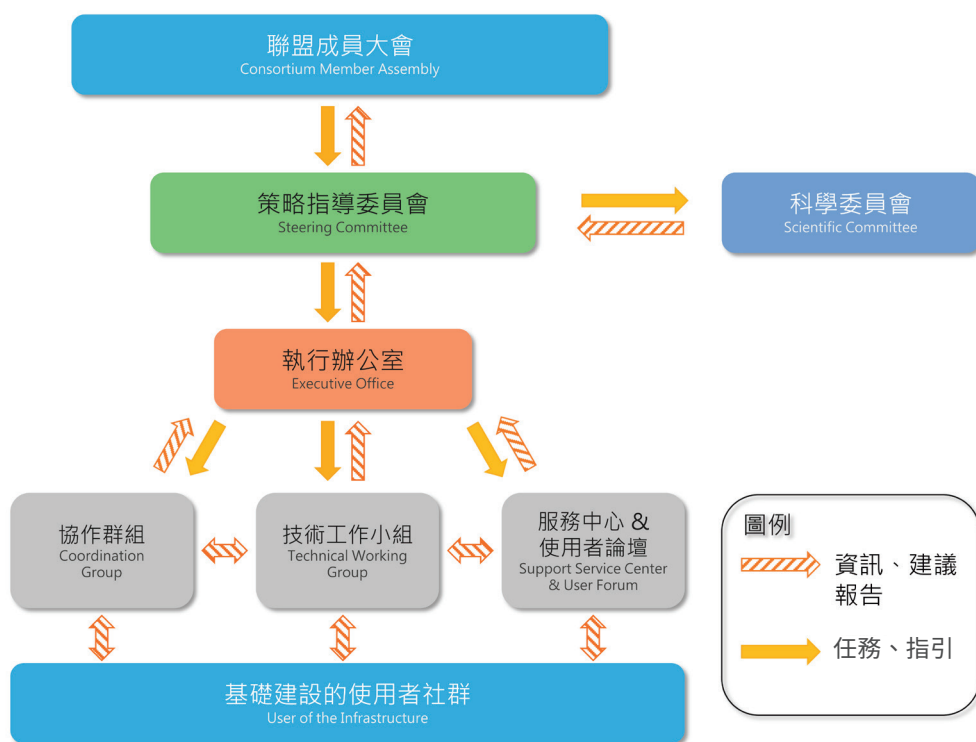 聯盟成員大會
Consortium Member Assembly
策略指導委員會
Steering Committee
科學委員會
Scientific Committee
執行辦公室
Executive Office
協作群組
Coordination
Group
技術工作小組
Technical Working
Group
服務中心 &
使用者論壇
Support Service Center
& User Forum
基礎建設的使用者社群
User of the Infrastructure
圖例
資訊、建議
報告
任務、指引